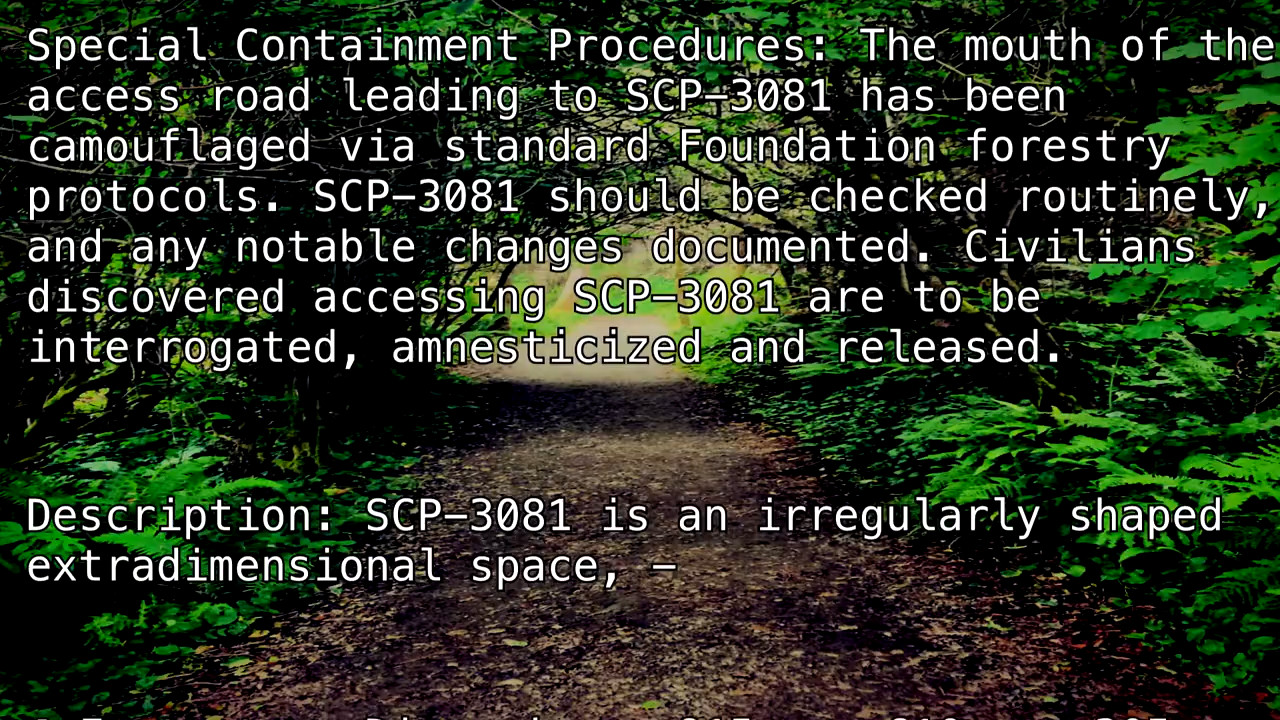 Special Containment Procedures: The mouth of the
access road leading to SCP-3081 has been
camouflaged via standard Foundation forestry
protocols. SCP-3081 should be checked routinely,
and any notable changes documented. Civilians
discovered accessing SCP-3081 are to be
interrogated, amnesticized and released.
Description: SCP-3081 is an irregularly shaped
extradimensional space, -